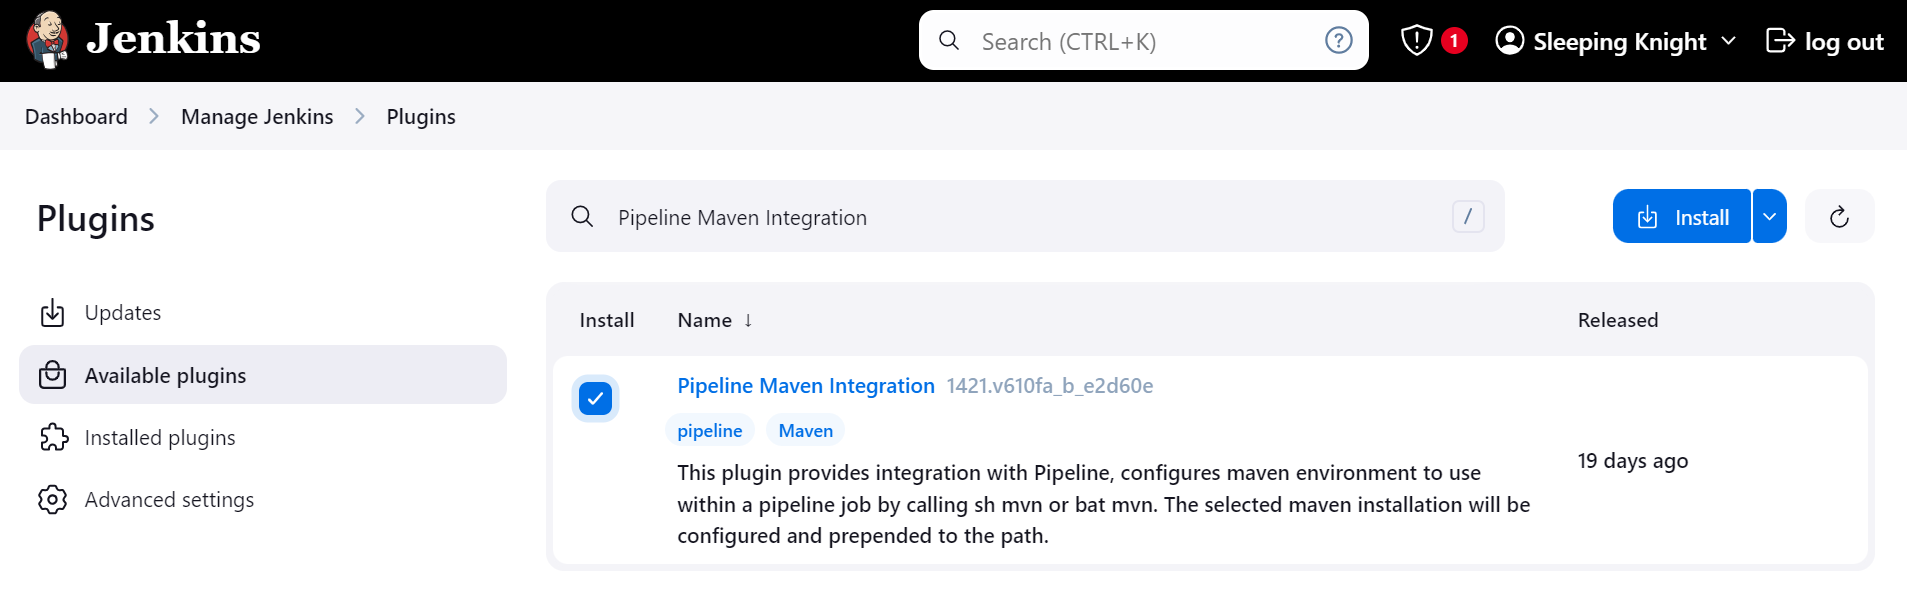 Jenkins
Search (CTRL+K)
?
1
Sleeping Knight
log out
Dashboard
Manage Jenkins
Plugins
Plugins
Pipeline Maven Integration
/
Install
Updates
Available plugins
Installed plugins
Advanced settings
Install
Name ↓
Released
Pipeline Maven Integration 1421.v610fa_b_e2d60e
pipeline
Maven
This plugin provides integration with Pipeline, configures maven environment to use
within a pipeline job by calling sh mvn or bat mvn. The selected maven installation will be
configured and prepended to the path.
19 days ago